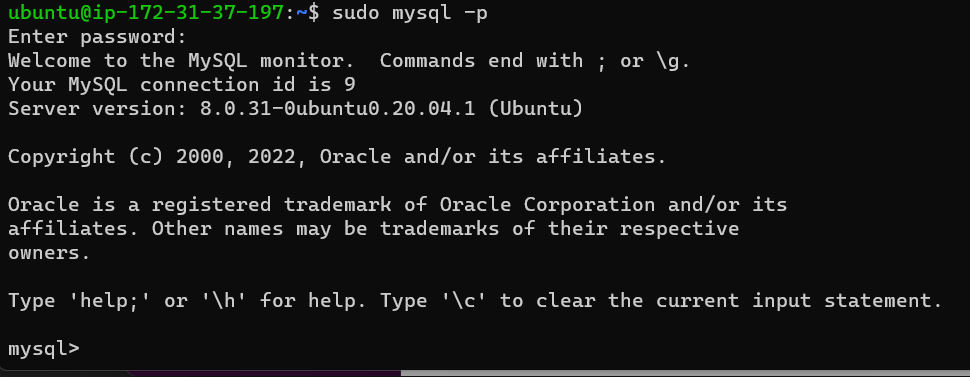 ubuntu@ip-172-31-37-197:~$ sudo mysql -p
Enter password:
Welcome to the MySQL monitor.  Commands end with ; or \g.
Your MySQL connection id is 9
Server version: 8.0.31-0ubuntu0.20.04.1 (Ubuntu)

Copyright (c) 2000, 2022, Oracle and/or its affiliates.

Oracle is a registered trademark of Oracle Corporation and/or its
affiliates. Other names may be trademarks of their respective
owners.

Type 'help;' or '\h' for help. Type '\c' to clear the current input statement.

mysql>